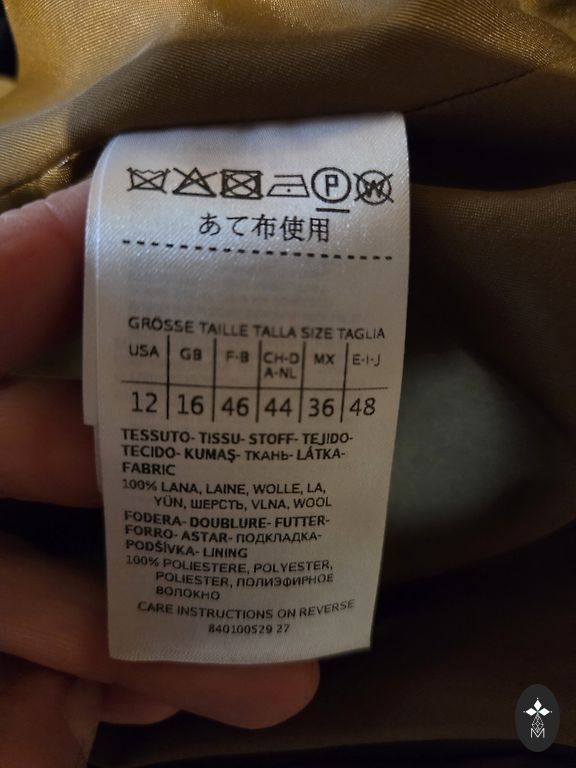 あて布使用
GRÖSSE TAILLE TALLA SIZE TAGLIA
USA GB F-B CH-D A-NL MX E-I-J
12 16 46 44 36 48
TESSUTO- TISSU- STOFF- TEJIDO-
TECIDO- KUMAŞ- ТКАНЬ- LÁTKA-
FABRIC
100% LANA, LAINE, WOLLE, LA,
YÜN, ШЕРСТЬ, VLNA, WOOL
FODERA- DOUBLURE- FUTTER-
FORRO- ASTAR- ПОДКЛАДКА-
PODŠÍVKA- LINING
100% POLIESTERE, POLYESTER,
POLIESTER, ПОЛИЭФИРНОЕ
ВОЛОКНО
CARE INSTRUCTIONS ON REVERSE
840100529 27